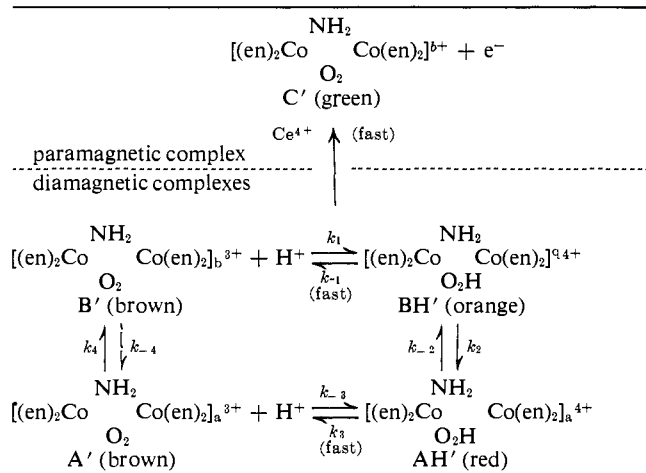 NH₂
[(en)₂Co Co(en)₂]ᵇ⁺ + e⁻
O₂
C′ (green)
Ce⁴⁺ (fast)
paramagnetic complex
diamagnetic complexes
NH₂ NH₂
[(en)₂Co Co(en)₂]b³⁺ + H⁺ k₁ k₋₁ (fast) [(en)₂Co Co(en)₂]q⁴⁺
O₂ O₂H
B′ (brown) BH′ (orange)
k₄ k₋₄ k₋₂ k₂
NH₂ NH₂
[(en)₂Co Co(en)₂]a³⁺ + H⁺ k₋₃ k₃ (fast) [(en)₂Co Co(en)₂]a⁴⁺
O₂ O₂H
A′ (brown) AH′ (red)